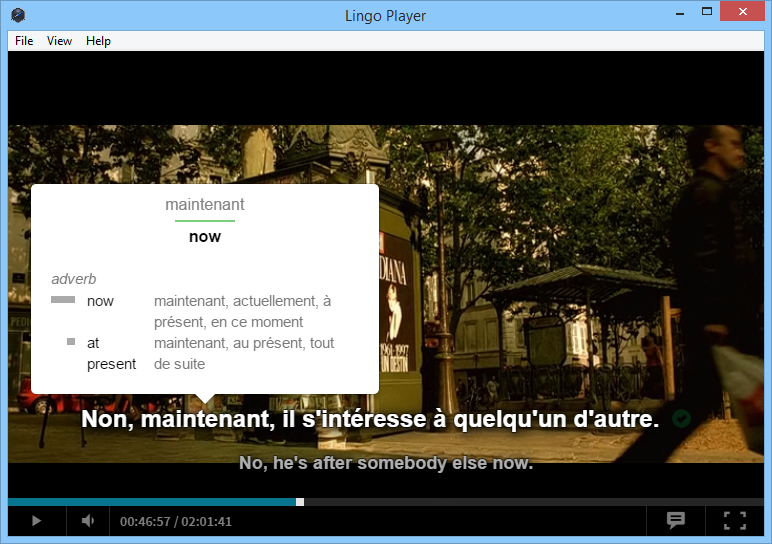 Lingo Player
File View Help
maintenant
now
adverb
now maintenant, actuellement, à
présent, en ce moment
at maintenant, au présent, tout
present de suite
DIANA
1961-1997
UN DESTIN
Non, maintenant, il s'intéresse à quelqu'un d'autre.
No, he's after somebody else now.
00:46:57 / 02:01:41